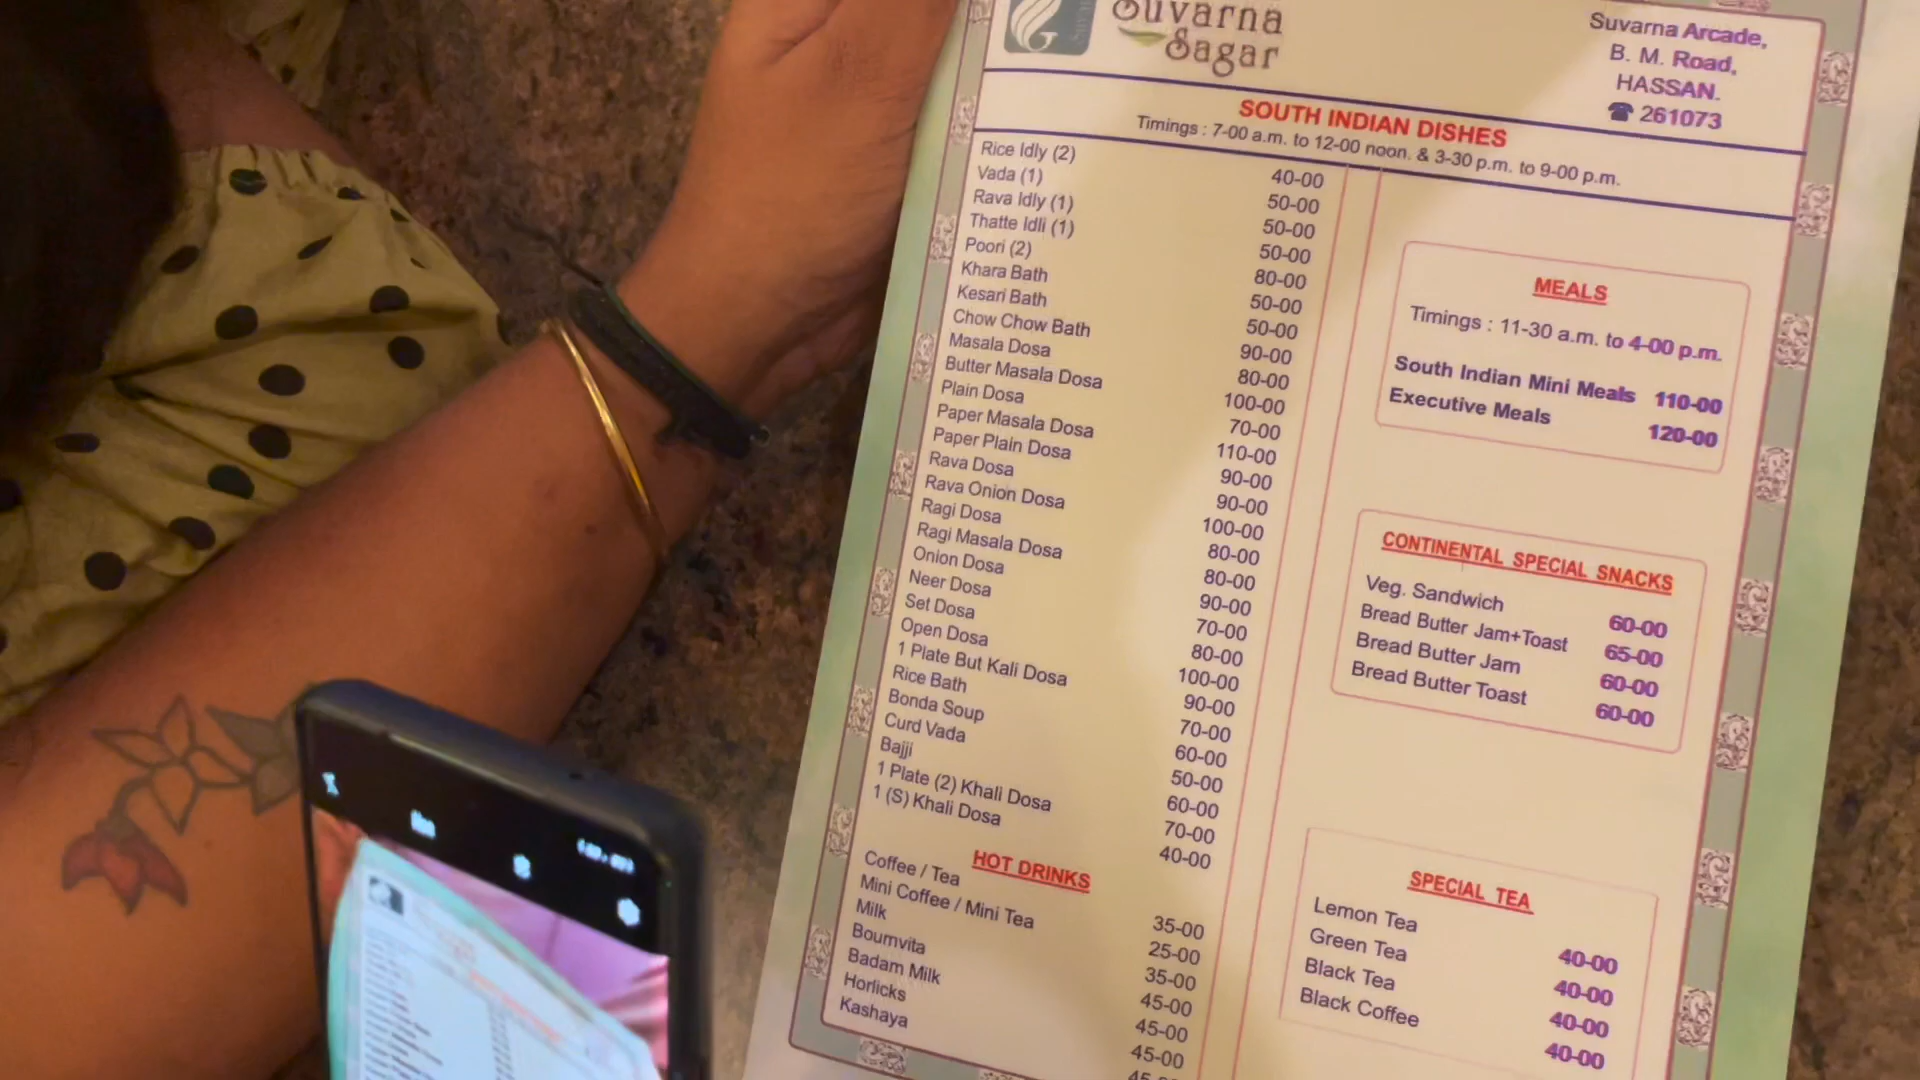 Suvarna
Sagar
Suvarna Arcade,
B. M. Road,
HASSAN.
☎ 261073
SOUTH INDIAN DISHES
Timings : 7-00 a.m. to 12-00 noon. & 3-30 p.m. to 9-00 p.m.
Rice Idly (2) 40-00
Vada (1) 50-00
Rava Idly (1) 50-00
Thatte Idli (1) 50-00
Poori (2) 80-00
Khara Bath 50-00
Kesari Bath 50-00
Chow Chow Bath 90-00
Masala Dosa 80-00
Butter Masala Dosa 100-00
Plain Dosa 70-00
Paper Masala Dosa 110-00
Paper Plain Dosa 90-00
Rava Dosa 90-00
Rava Onion Dosa 100-00
Ragi Dosa 80-00
Ragi Masala Dosa 80-00
Onion Dosa 90-00
Neer Dosa 70-00
Set Dosa 80-00
Open Dosa 100-00
1 Plate But Kali Dosa 90-00
Rice Bath 70-00
Bonda Soup 60-00
Curd Vada 50-00
Bajji 60-00
1 Plate (2) Khali Dosa 70-00
1 (S) Khali Dosa 40-00
HOT DRINKS
Coffee / Tea 35-00
Mini Coffee / Mini Tea 25-00
Milk 35-00
Bournvita 45-00
Badam Milk 45-00
Horlicks 45-00
Kashaya
MEALS
Timings : 11-30 a.m. to 4-00 p.m.
South Indian Mini Meals 110-00
Executive Meals 120-00
CONTINENTAL SPECIAL SNACKS
Veg. Sandwich 60-00
Bread Butter Jam+Toast 65-00
Bread Butter Jam 60-00
Bread Butter Toast 60-00
SPECIAL TEA
Lemon Tea 40-00
Green Tea 40-00
Black Tea 40-00
Black Coffee 40-00